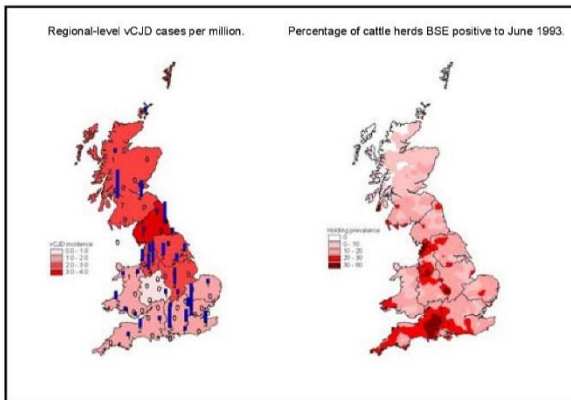 Regional-level vCJD cases per million.
Percentage of cattle herds BSE positive to June 1993.
vCJD incidence
0.0 - 1.0
1.0 - 2.0
2.0 - 3.0
3.0 - 4.0
Holding prevalence
0
0 - 10
10 - 20
20 - 30
30 - 60